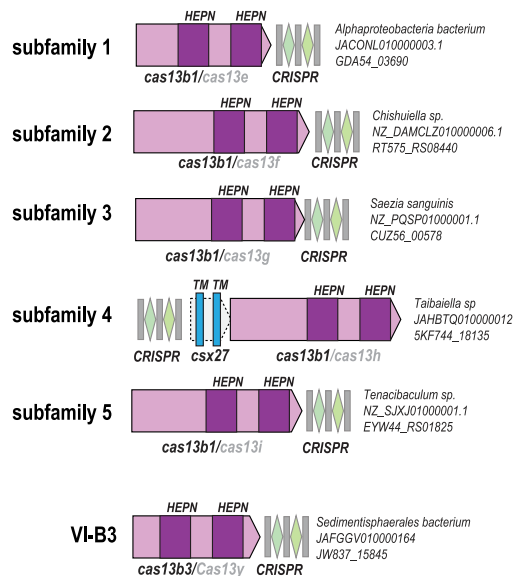 subfamily 1
HEPN HEPN
cas13b1/cas13e
CRISPR
Alphaproteobacteria bacterium
JACONL010000003.1
GDA54_03690
subfamily 2
HEPN HEPN
cas13b1/cas13f
CRISPR
Chishuiella sp.
NZ_DAMCLZ010000006.1
RT575_RS08440
subfamily 3
HEPN HEPN
cas13b1/cas13g
CRISPR
Saezia sanguinis
NZ_PQSP01000001.1
CUZ56_00578
subfamily 4
TM TM
HEPN HEPN
CRISPR
csx27
cas13b1/cas13h
Taibaiella sp
JAHBTQ010000012
5KF744_18135
subfamily 5
HEPN HEPN
cas13b1/cas13i
CRISPR
Tenacibaculum sp.
NZ_SJXJ01000001.1
EYW44_RS01825
VI-B3
HEPN HEPN
cas13b3/Cas13y
CRISPR
Sedimentisphaerales bacterium
JAFGGV010000164
JW837_15845